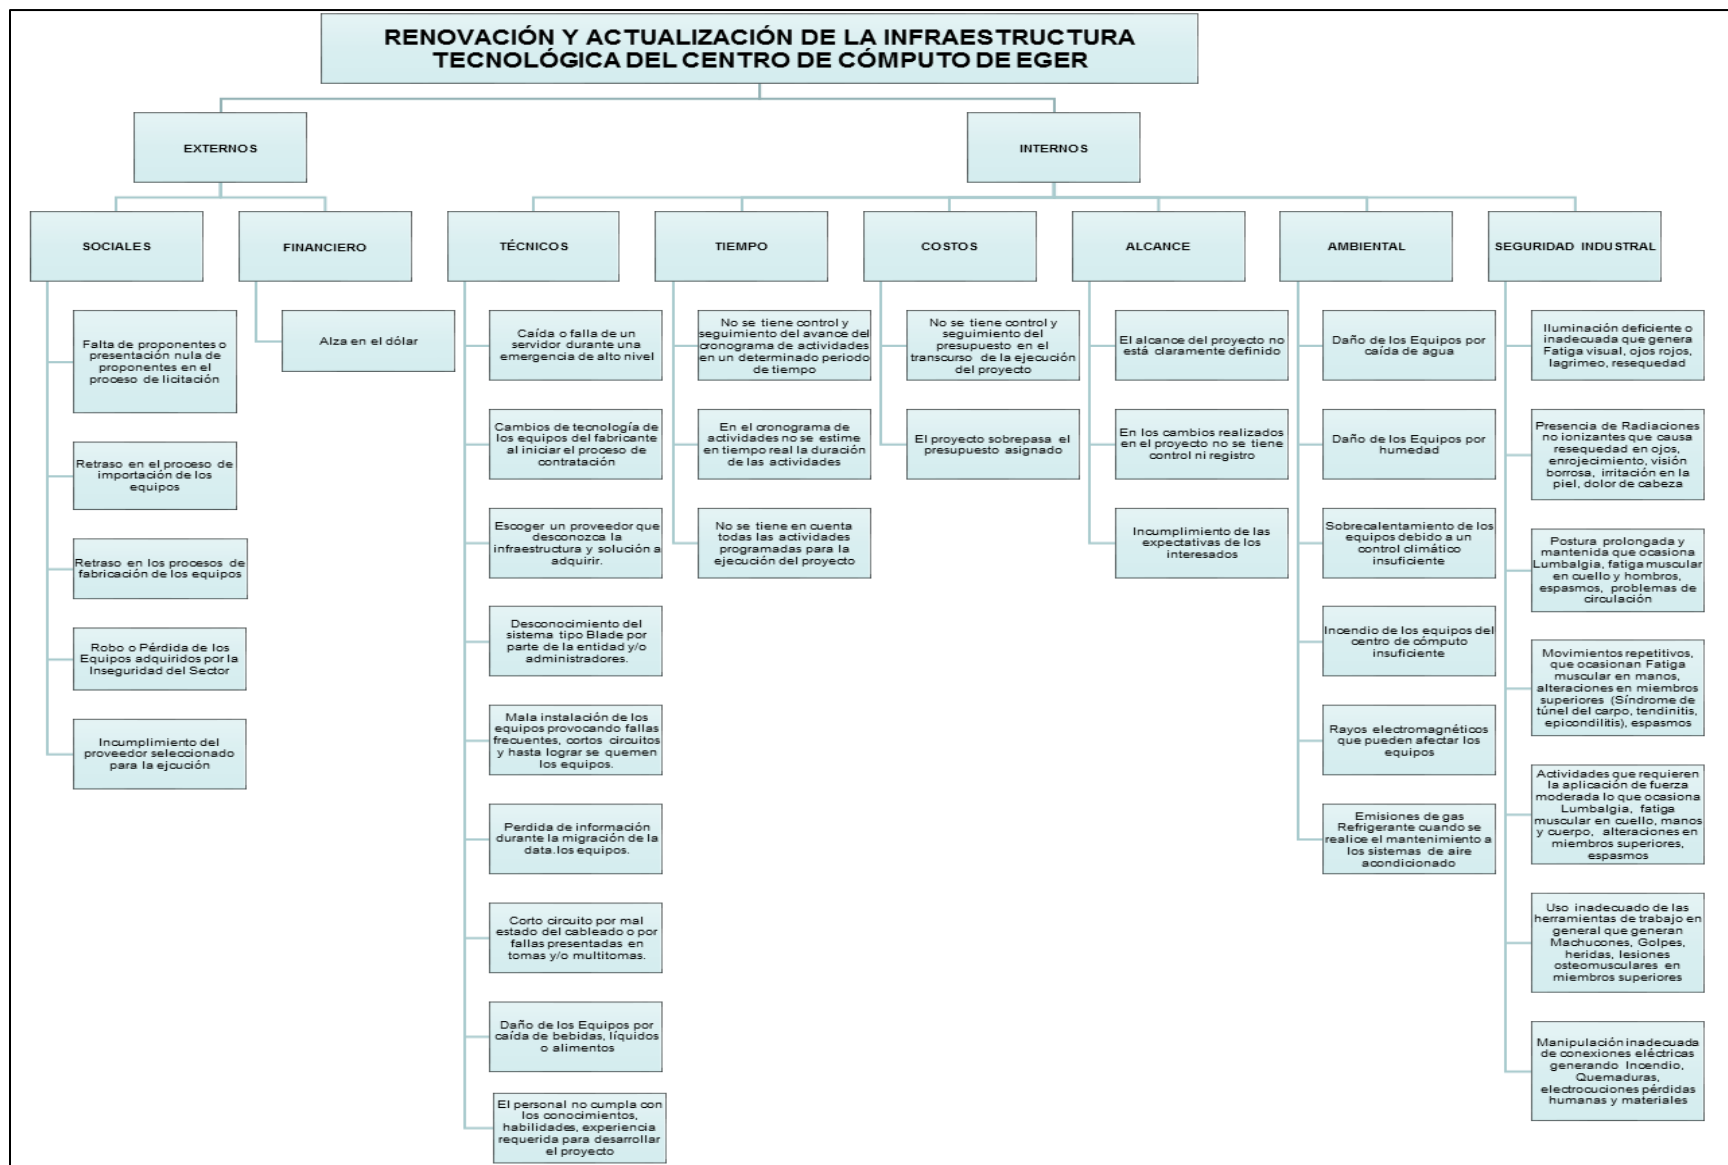 RENOVACIÓN Y ACTUALIZACIÓN DE LA INFRAESTRUCTURA
TECNOLÓGICA DEL CENTRO DE CÓMPUTO DE EGER
EXTERNOS
INTERNOS
SOCIALES
FINANCIERO
TÉCNICOS
TIEMPO
COSTOS
ALCANCE
AMBIENTAL
SEGURIDAD INDUSTRAL
Falta de proponentes o
presentación nula de
proponentes en el
proceso de licitación
Retraso en el proceso de
importación de los
equipos
Retraso en los procesos de
fabricación de los equipos
Robo o Pérdida de los
Equipos adquiridos por la
Inseguridad del Sector
Incumplimiento del
proveedor seleccionado
para la ejcución
Alza en el dólar
Caída o falla de un
servidor durante una
emergencia de alto nivel
Cambios de tecnología de
los equipos del fabricante
al iniciar el proceso de
contratación
Escoger un proveedor que
desconozca la
infraestructura y solución a
adquirir.
Desconocimiento del
sistema tipo Blade por
parte de la entidad y/o
administradores.
Mala instalación de los
equipos provocando fallas
frecuentes, cortos circuitos
y hasta lograr se quemen
los equipos.
Perdida de información
durante la migración de la
data.los equipos.
Corto circuito por mal
estado del cableado o por
fallas presentadas en
tomas y/o multitomas.
Daño de los Equipos por
caída de bebidas, líquidos
o alimentos
El personal no cumpla con
los conocimientos,
habilidades, experiencia
requerida para desarrollar
el proyecto
No se tiene control y
seguimiento del avance del
cronograma de actividades
en un determinado periodo
de tiempo
En el cronograma de
actividades no se estime
en tiempo real la duración
de las actividades
No se tiene en cuenta
todas las actividades
programadas para la
ejecución del proyecto
No se tiene control y
seguimiento del
presupuesto en el
transcurso de la ejecución
del proyecto
El proyecto sobrepasa el
presupuesto asignado
El alcance del proyecto no
está claramente definido
En los cambios realizados
en el proyecto no se tiene
control ni registro
Incumplimiento de las
expectativas de los
interesados
Daño de los Equipos por
caída de agua
Daño de los Equipos por
humedad
Sobrecalentamiento de los
equipos debido a un
control climático
insuficiente
Incendio de los equipos del
centro de cómputo
insuficiente
Rayos electromagnéticos
que pueden afectar los
equipos
Emisiones de gas
Refrigerante cuando se
realice el mantenimiento a
los sistemas de aire
acondicionado
Iluminación deficiente o
inadecuada que genera
Fatiga visual, ojos rojos,
lagrimeo, resequedad
Presencia de Radiaciones
no ionizantes que causa
resequedad en ojos,
enrojecimiento, visión
borrosa, irritación en la
piel, dolor de cabeza
Postura prolongada y
mantenida que ocasiona
Lumbalgia, fatiga muscular
en cuello y hombros,
espasmos, problemas de
circulación
Movimientos repetitivos,
que ocasionan Fatiga
muscular en manos,
alteraciones en miembros
superiores (Síndrome de
túnel del carpo, tendinitis,
epicondilitis), espasmos
Actividades que requieren
la aplicación de fuerza
moderada lo que ocasiona
Lumbalgia, fatiga
muscular en cuello, manos
y cuerpo, alteraciones en
miembros superiores,
espasmos
Uso inadecuado de las
herramientas de trabajo en
general que generan
Machucones, Golpes,
heridas, lesiones
osteomusculares en
miembros superiores
Manipulación inadecuada
de conexiones eléctricas
generando Incendio,
Quemaduras,
electrocuciones pérdidas
humanas y materiales